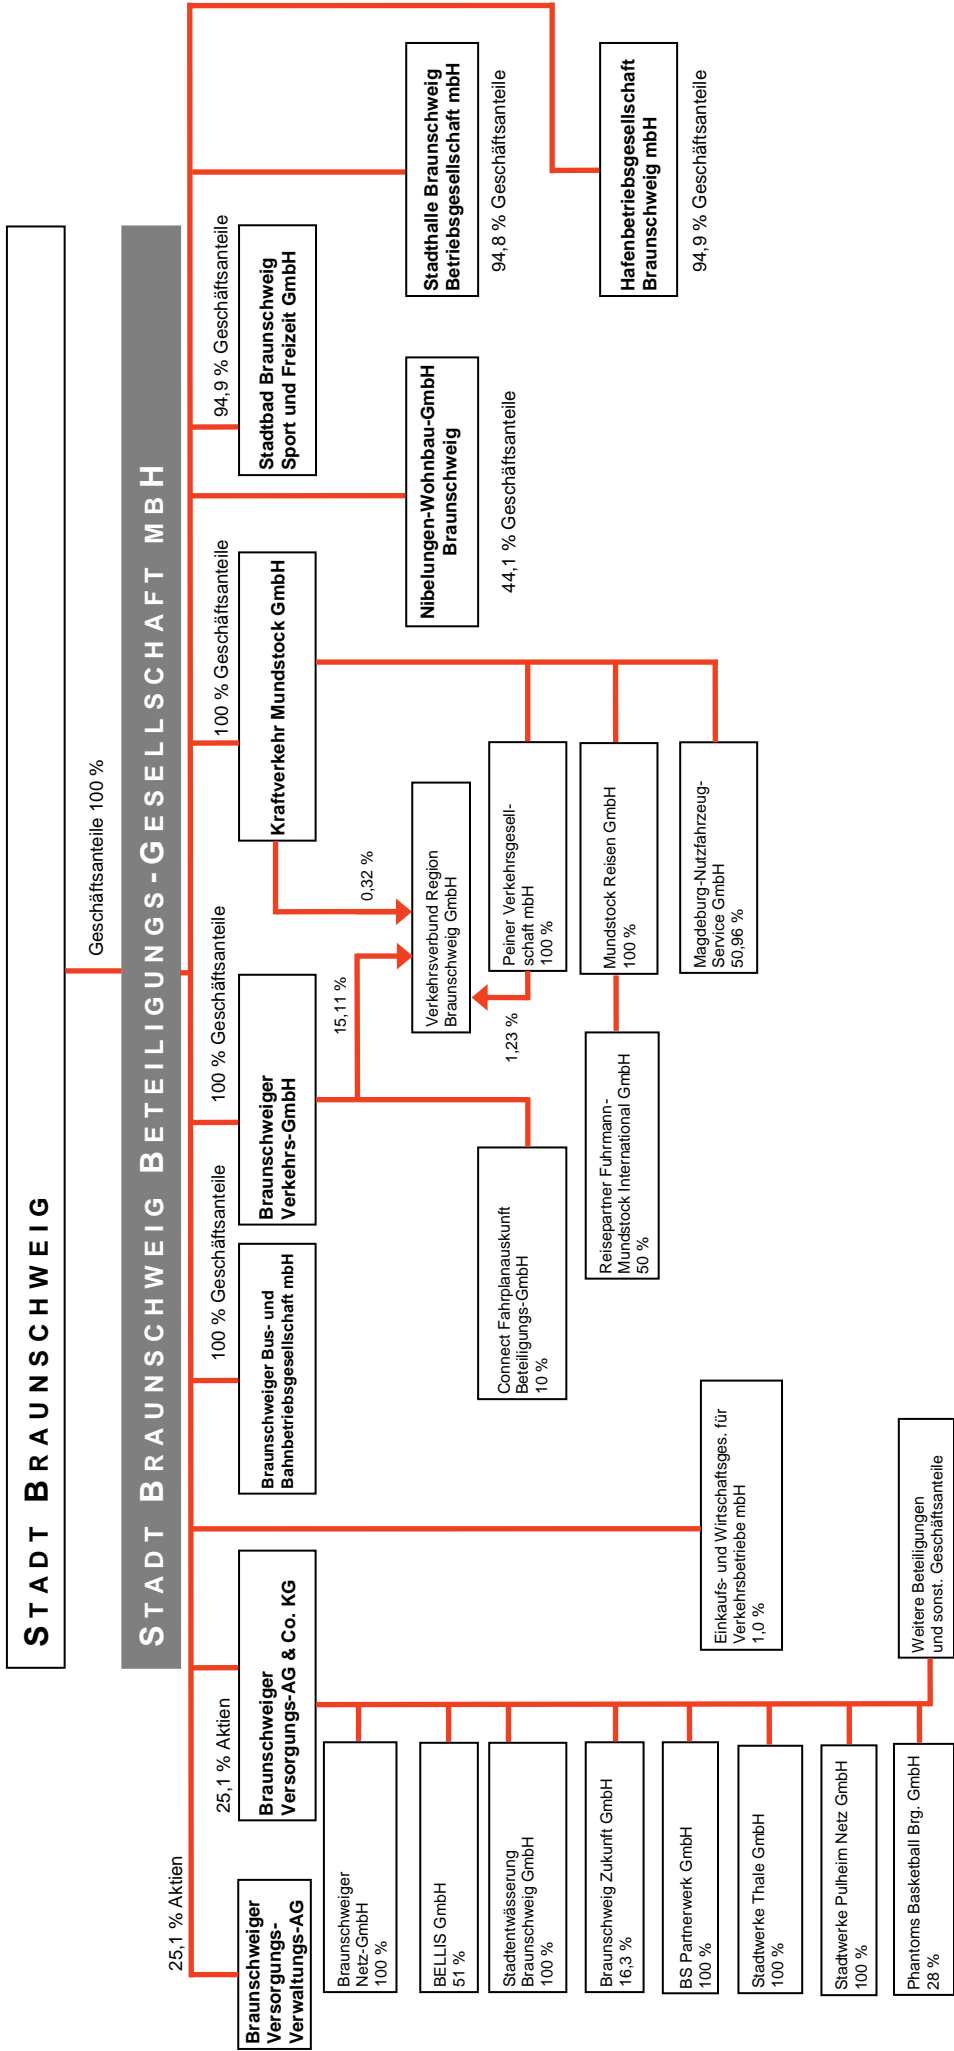 STADT BRAUNSCHWEIG
Geschäftsanteile 100 %
STADT BRAUNSCHWEIG BETEILIGUNGS-GESELLSCHAFT MBH
25,1 % Aktien
Braunschweiger
Versorgungs-
Verwaltungs-AG
25,1 % Aktien
Braunschweiger
Versorgungs-AG & Co. KG
100 % Geschäftsanteile
Braunschweiger Bus- und
Bahnbetriebsgesellschaft mbH
100 % Geschäftsanteile
Braunschweiger
Verkehrs-GmbH
100 % Geschäftsanteile
Kraftverkehr Mundstock GmbH
94,9 % Geschäftsanteile
Stadtbad Braunschweig
Sport und Freizeit GmbH
Braunschweiger
Netz-GmbH
100 %
BELLIS GmbH
51 %
Stadtentwässerung
Braunschweig GmbH
100 %
Braunschweig Zukunft GmbH
16,3 %
BS Partnerwerk GmbH
100 %
Stadtwerke Thale GmbH
100 %
Stadtwerke Pulheim Netz GmbH
100 %
Phantoms Basketball Brg. GmbH
28 %
Weitere Beteiligungen
und sonst. Geschäftsanteile
Einkaufs- und Wirtschaftsges. für
Verkehrsbetriebe mbH
1,0 %
15,11 %
0,32 %
Verkehrsverbund Region
Braunschweig GmbH
1,23 %
Connect Fahrplanauskunft
Beteiligungs-GmbH
10 %
Peiner Verkehrsgesell-
schaft mbH
100 %
Reisepartner Fuhrmann-
Mundstock International GmbH
50 %
Mundstock Reisen GmbH
100 %
Magdeburg-Nutzfahrzeug-
Service GmbH
50,96 %
Nibelungen-Wohnbau-GmbH
Braunschweig
44,1 % Geschäftsanteile
Stadthalle Braunschweig
Betriebsgesellschaft mbH
94,8 % Geschäftsanteile
Hafenbetriebsgesellschaft
Braunschweig mbH
94,9 % Geschäftsanteile